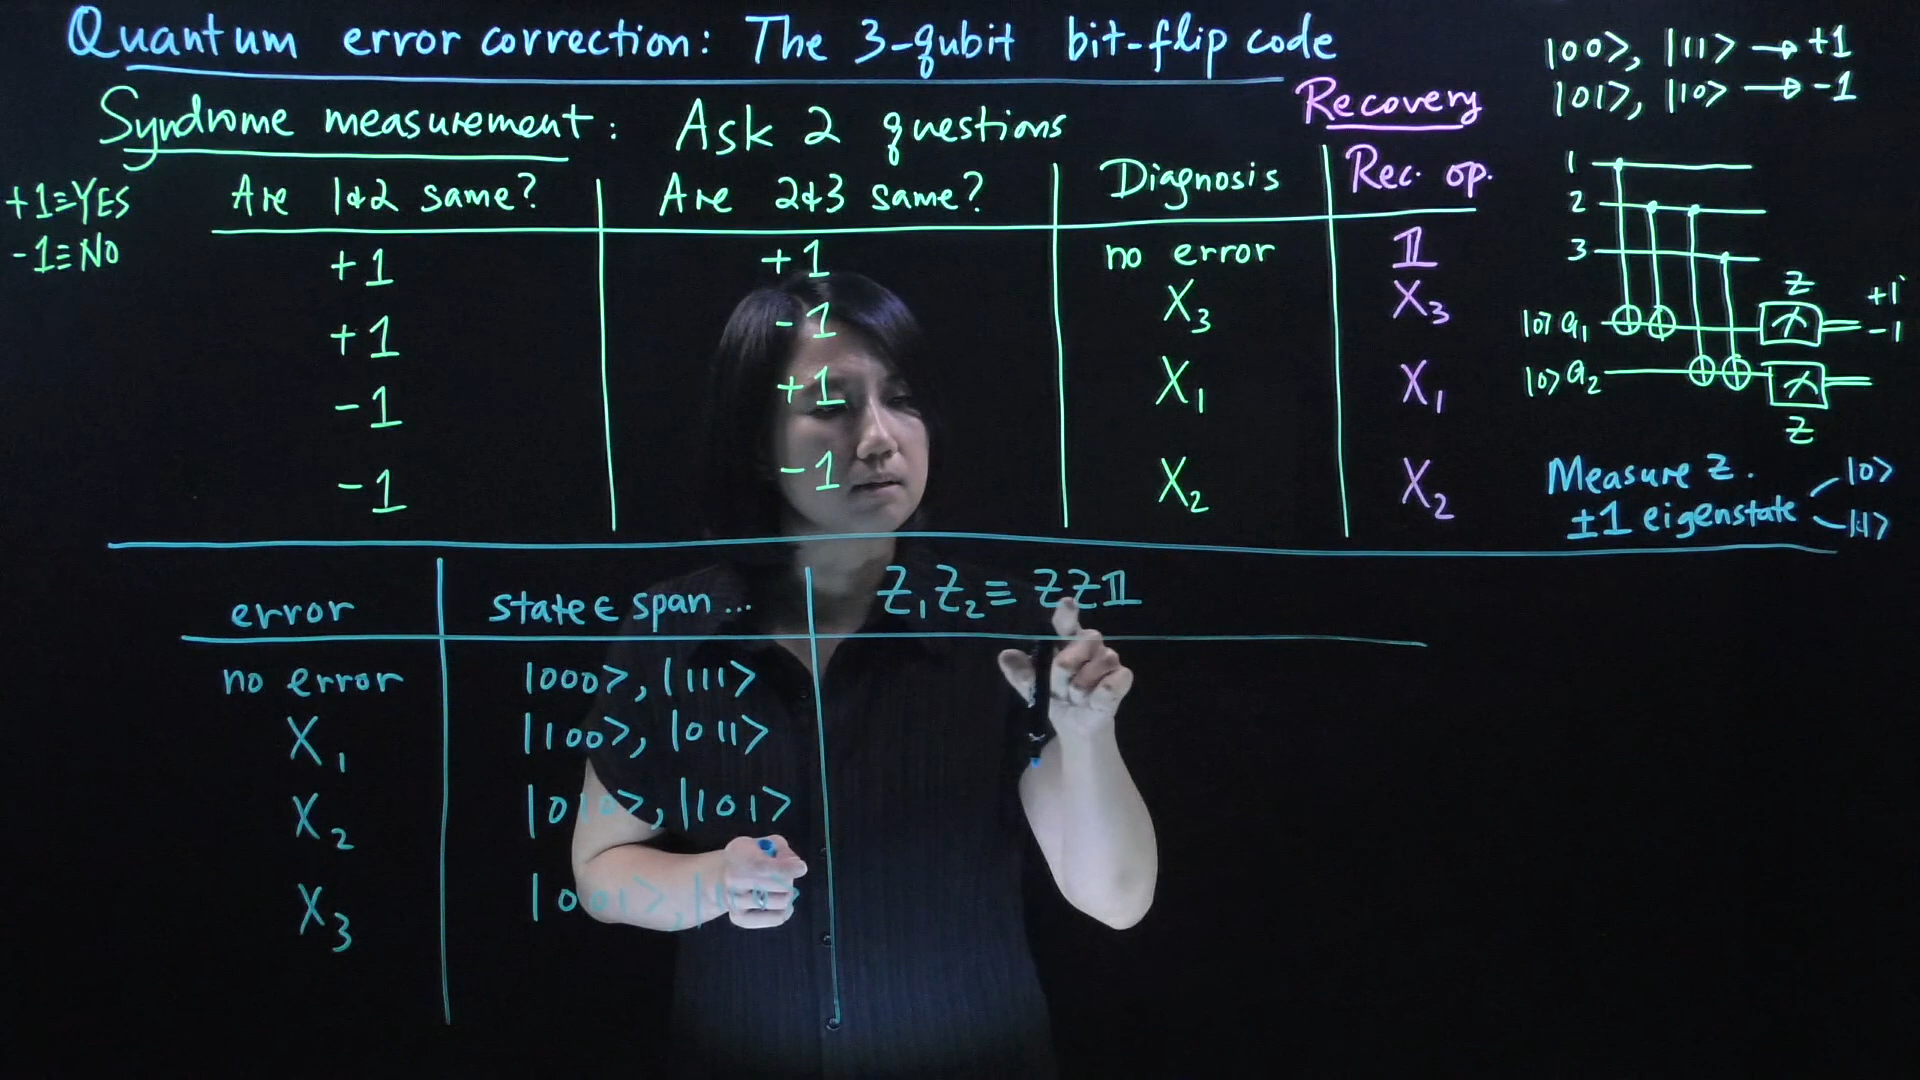 Quantum error correction: The 3-qubit bit-flip code
|00>, |11> → +1
|01>, |10> → -1
Syndrome measurement: Ask 2 questions
Recovery
+1≡YES
-1≡NO
Are 1&2 same? Are 2&3 same? Diagnosis Rec. op.
+1 +1 no error 𝟙
+1 -1 X₃ X₃
-1 +1 X₁ X₁
-1 -1 X₂ X₂
1
2
3
|0> a₁ Z +1
-1
|0> a₂
Z
Measure Z.
±1 eigenstate |0>
|1>
error state ∈ span... Z₁Z₂ ≡ ZZ𝟙
no error |000>, |111>
X₁ |100>, |011>
X₂ |010>, |101>
X₃ |001>, |110>